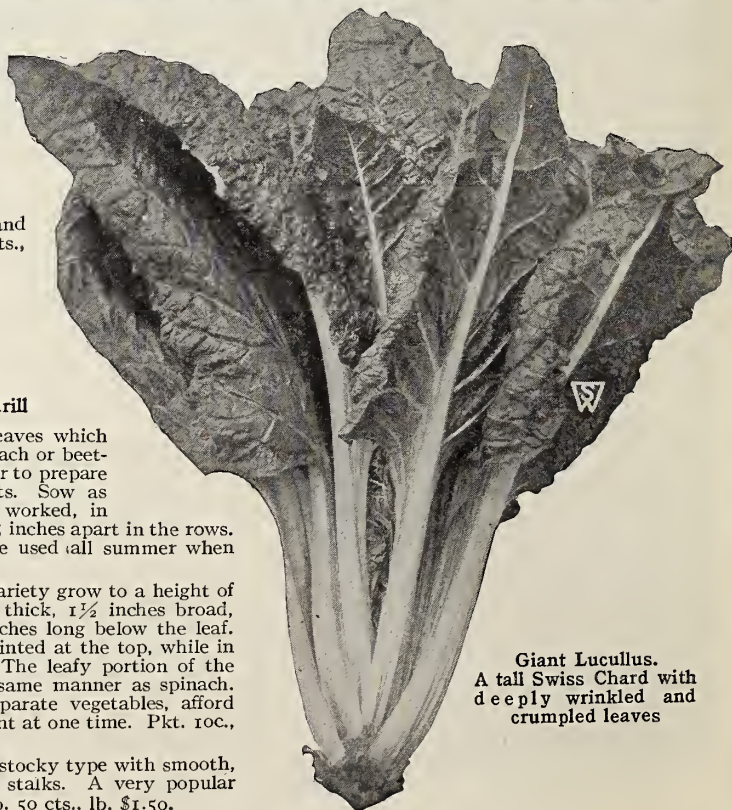 and
ts.,
rill
eaves which
ach or beet-
r to prepare
ts. Sow as
worked, in
inches apart in the rows.
e used all summer when
ariety grow to a height of
thick, 1½ inches broad,
ches long below the leaf.
inted at the top, while in
The leafy portion of the
same manner as spinach.
parate vegetables, afford
nt at one time. Pkt. 10c.,
stocky type with smooth,
stalks. A very popular
b. 50 cts., lb. $1.50.
WS
Giant Lucullus.
A tall Swiss Chard with
deeply wrinkled and
crumpled leaves